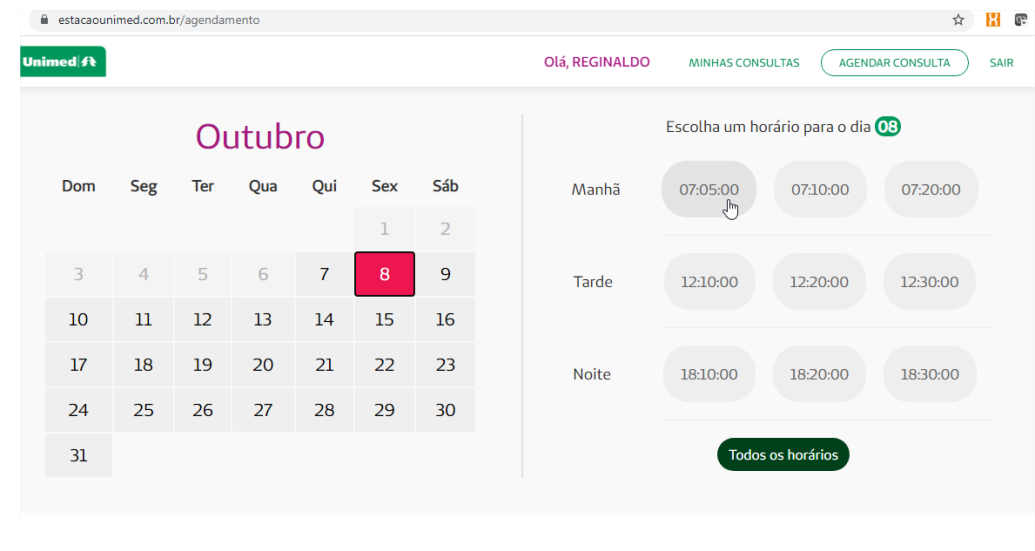 estacaounimed.com.br/agendamento
Unimed
Olá, REGINALDO MINHAS CONSULTAS AGENDAR CONSULTA SAIR
Outubro
Dom Seg Ter Qua Qui Sex Sáb
1 2
3 4 5 6 7 8 9
10 11 12 13 14 15 16
17 18 19 20 21 22 23
24 25 26 27 28 29 30
31
Escolha um horário para o dia 08
Manhã 07:05:00 07:10:00 07:20:00
Tarde 12:10:00 12:20:00 12:30:00
Noite 18:10:00 18:20:00 18:30:00
Todos os horários